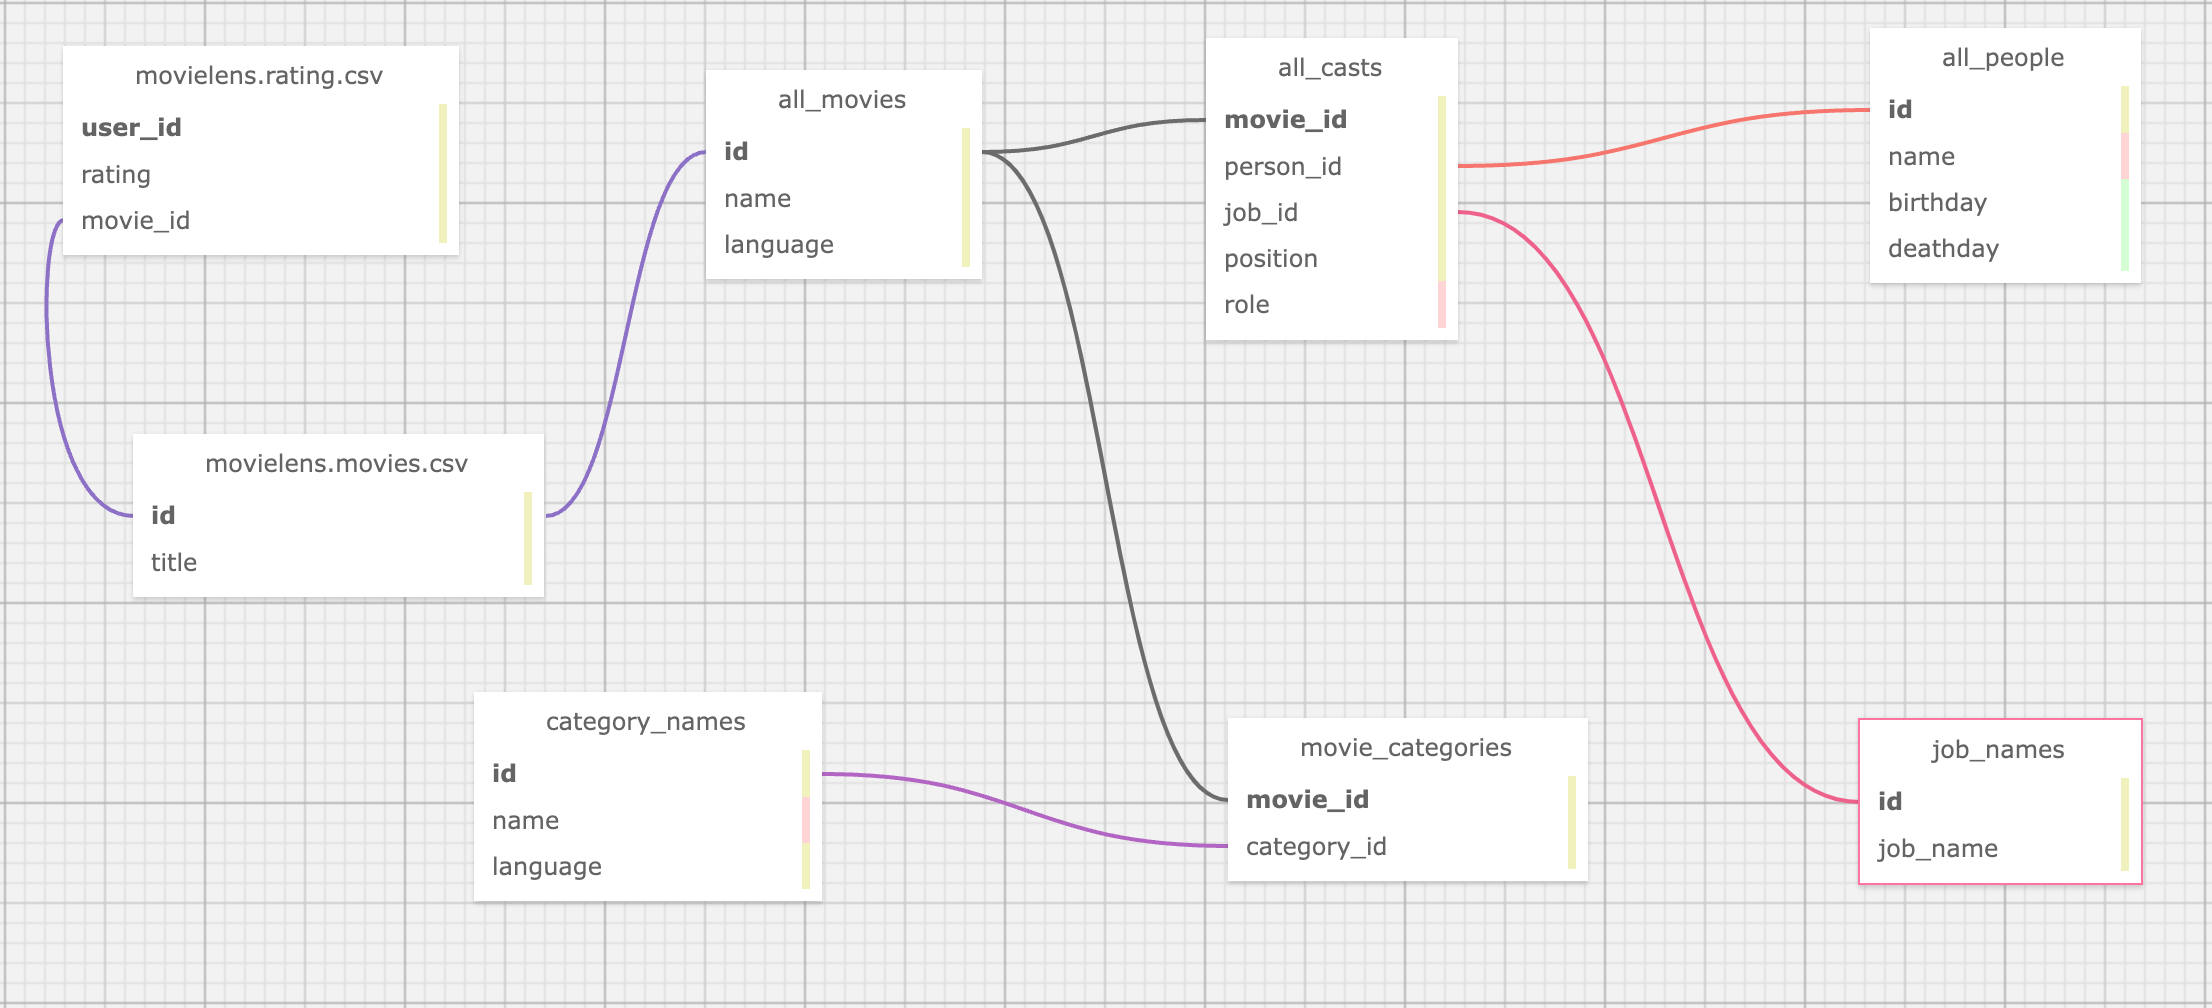 movielens.rating.csv
user_id
rating
movie_id
movielens.movies.csv
id
title
all_movies
id
name
language
all_casts
movie_id
person_id
job_id
position
role
all_people
id
name
birthday
deathday
category_names
id
name
language
movie_categories
movie_id
category_id
job_names
id
job_name